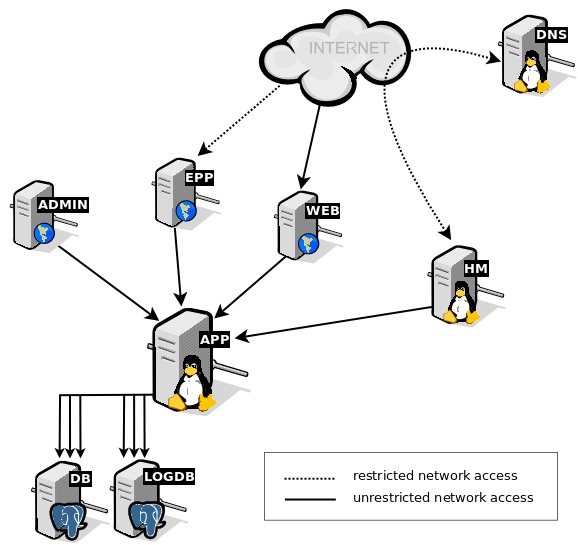 DNS
INTERNET
EPP
ADMIN
WEB
HM
APP
DB
LOGDB
restricted network access
unrestricted network access